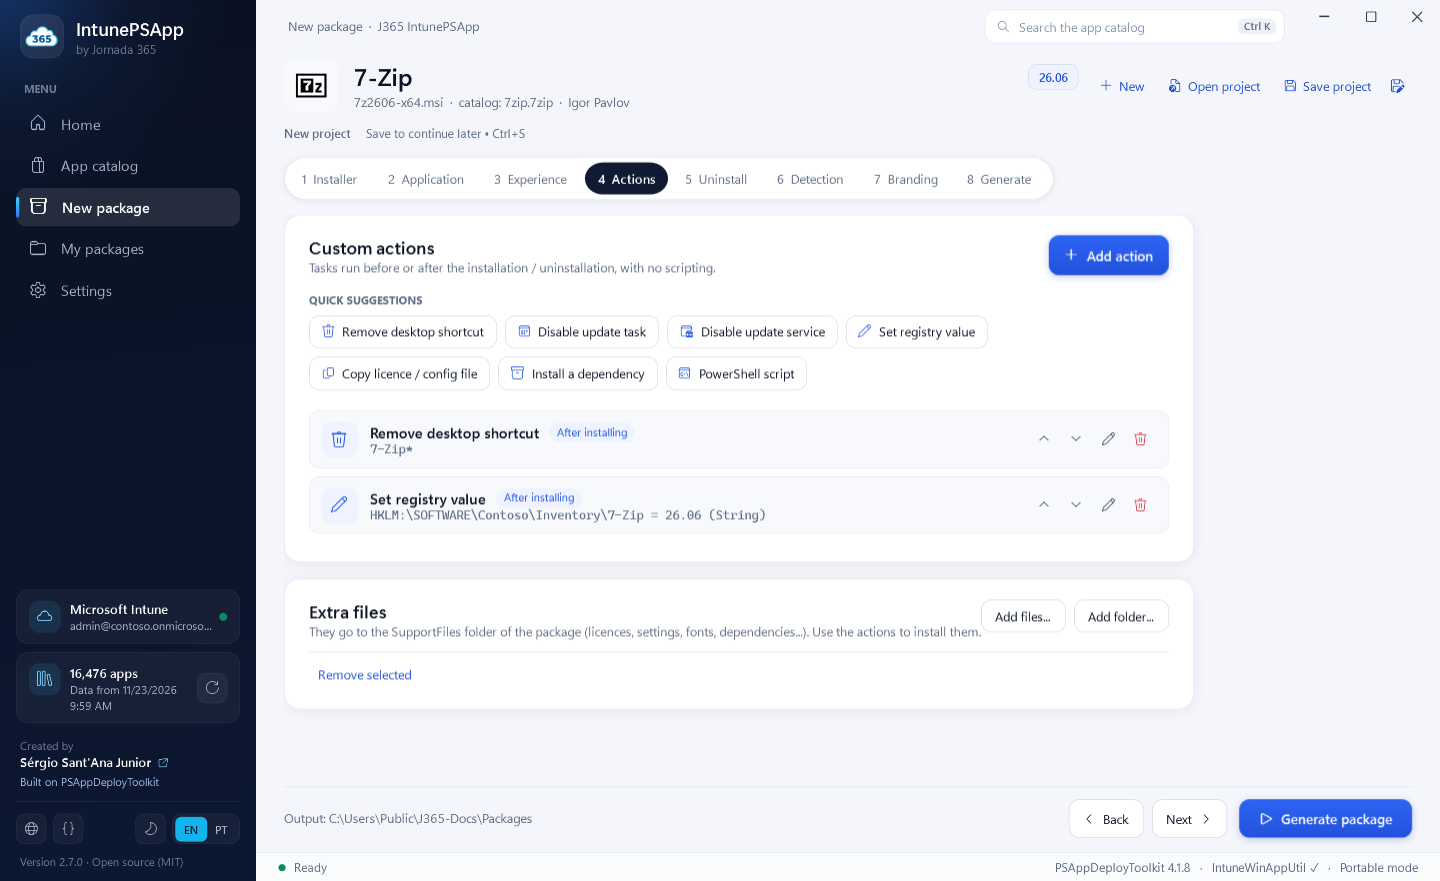 365
IntunePSApp
by Jornada 365
MENU
Home
App catalog
New package
My packages
Settings
Microsoft Intune
admin@contoso.onmicroso...
16,476 apps
Data from 11/23/2026
9:59 AM
Created by
Sérgio Sant'Ana Junior
Built on PSAppDeployToolkit
EN PT
Version 2.7.0 · Open source (MIT)
New package · J365 IntunePSApp
Search the app catalog Ctrl K
7z
7-Zip
7z2606-x64.msi · catalog: 7zip.7zip · Igor Pavlov
26.06
New
Open project
Save project
New project Save to continue later • Ctrl+S
1 Installer
2 Application
3 Experience
4 Actions
5 Uninstall
6 Detection
7 Branding
8 Generate
Custom actions
Tasks run before or after the installation / uninstallation, with no scripting.
Add action
QUICK SUGGESTIONS
Remove desktop shortcut
Disable update task
Disable update service
Set registry value
Copy licence / config file
Install a dependency
PowerShell script
Remove desktop shortcut After installing
7-Zip*
Set registry value After installing
HKLM:\SOFTWARE\Contoso\Inventory\7-Zip = 26.06 (String)
Extra files
They go to the SupportFiles folder of the package (licences, settings, fonts, dependencies...). Use the actions to install them.
Add files...
Add folder...
Remove selected
Output: C:\Users\Public\J365-Docs\Packages
Back
Next
Generate package
Ready
PSAppDeployToolkit 4.1.8 · IntuneWinAppUtil ✓ · Portable mode